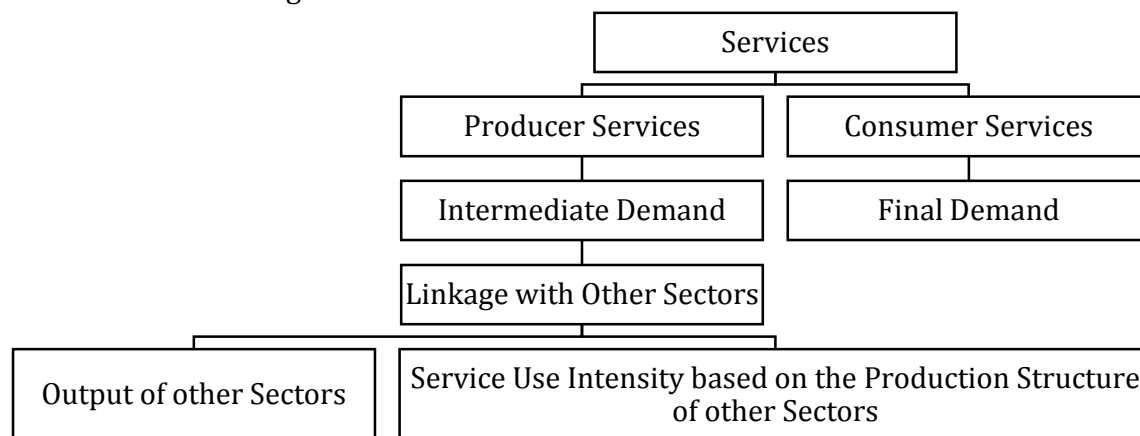 Services
Producer Services
Consumer Services
Intermediate Demand
Final Demand
Linkage with Other Sectors
Output of other Sectors
Service Use Intensity based on the Production Structure
of other Sectors